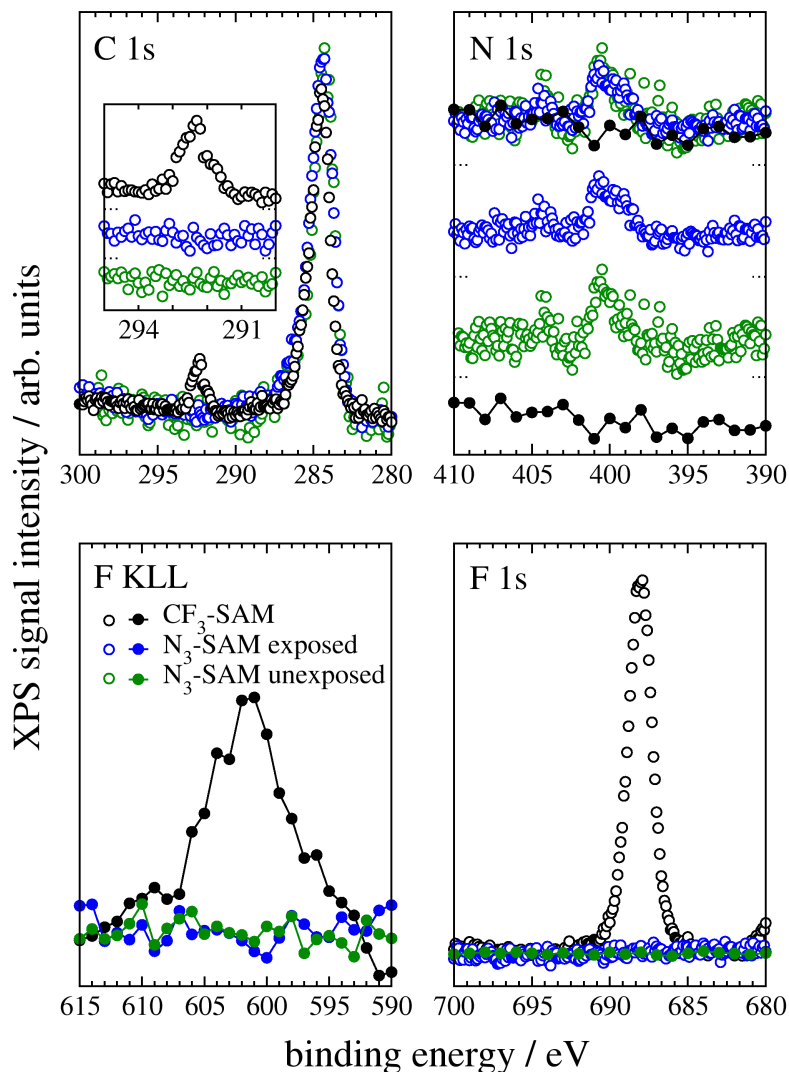 XPS signal intensity / arb. units
C 1s
294 291
300 295 290 285 280
N 1s
410 405 400 395 390
F KLL
CF3-SAM
N3-SAM exposed
N3-SAM unexposed
615 610 605 600 595 590
F 1s
700 695 690 685 680
binding energy / eV